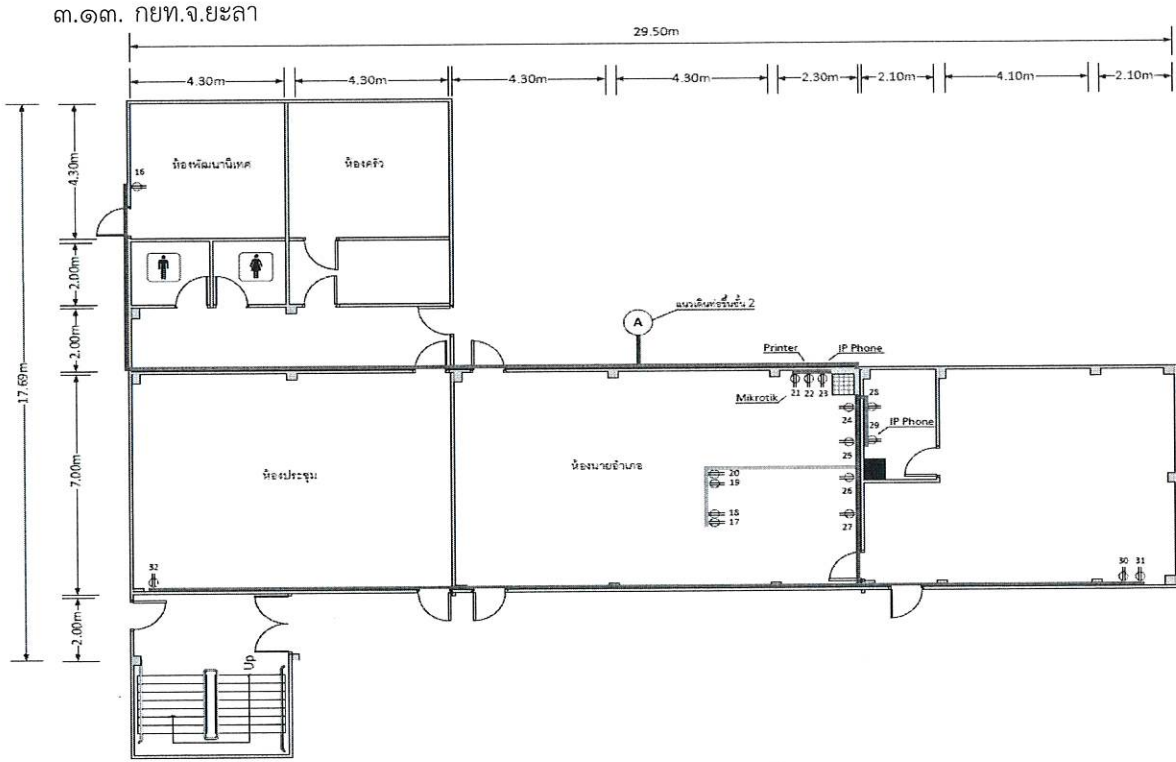 ๓.๑๓. กยท.จ.ยะลา
29.50m
4.30m 4.30m 4.30m 4.30m 2.30m 2.10m 4.10m 2.10m
17.69m
4.30m
2.00m
2.00m
7.00m
2.00m
ห้องพัฒนานิเทศ
ห้องครัว
16
A
แนวเดินท่อขึ้นชั้น 2
Printer
IP Phone
Mikrotik
21 22 23
24
25
26
27
28
29
IP Phone
ห้องประชุม
ห้องนายอำเภอ
20
19
18
17
30 31
32
Up